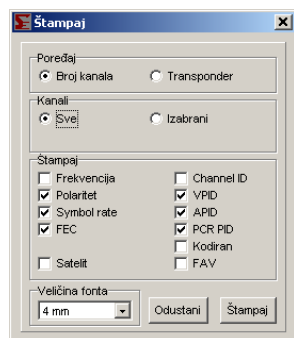 Štampaj
Poređaj
Broj kanala Transponder
Kanali
Sve Izabrani
Štampaj
Frekvencija Channel ID
Polaritet VPID
Symbol rate APID
FEC PCR PID
Kodiran
Satelit FAV
Veličina fonta
4 mm Odustani Štampaj